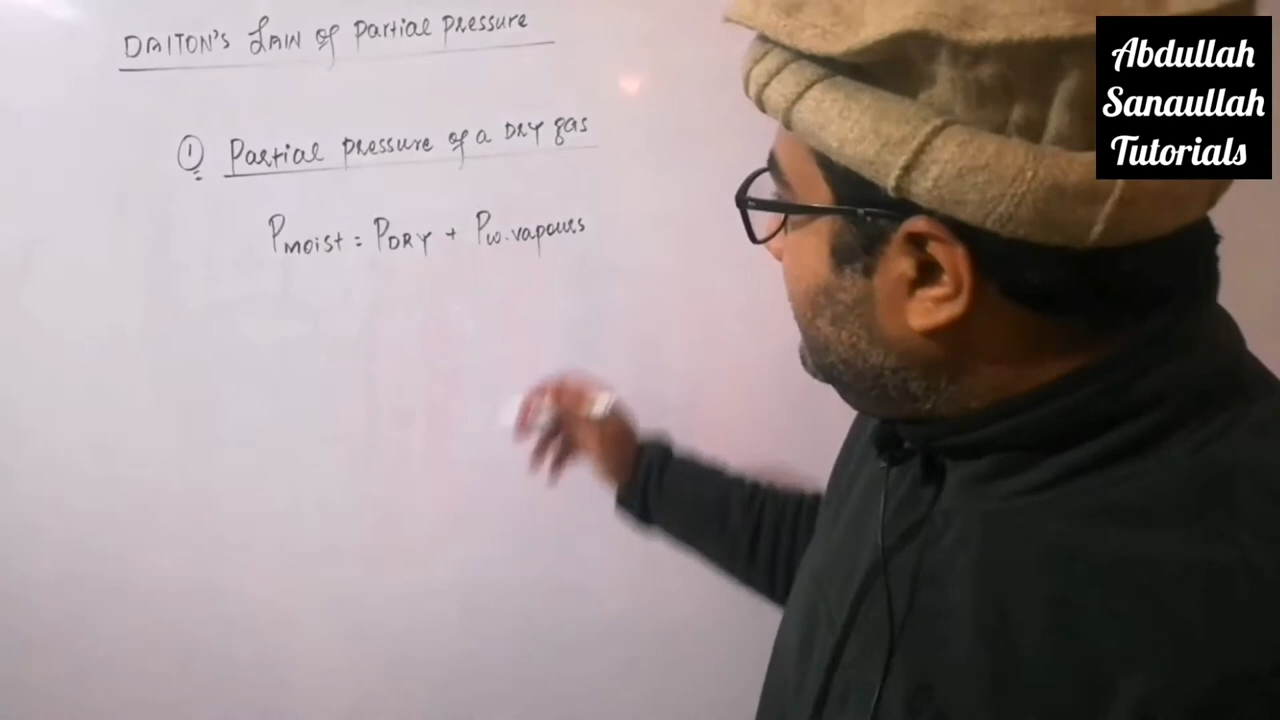 DALTON'S LAW of Partial Pressure
① Partial pressure of a DRY gas
PMOIST = PDRY + Pw.vapours
Abdullah
Sanaullah
Tutorials